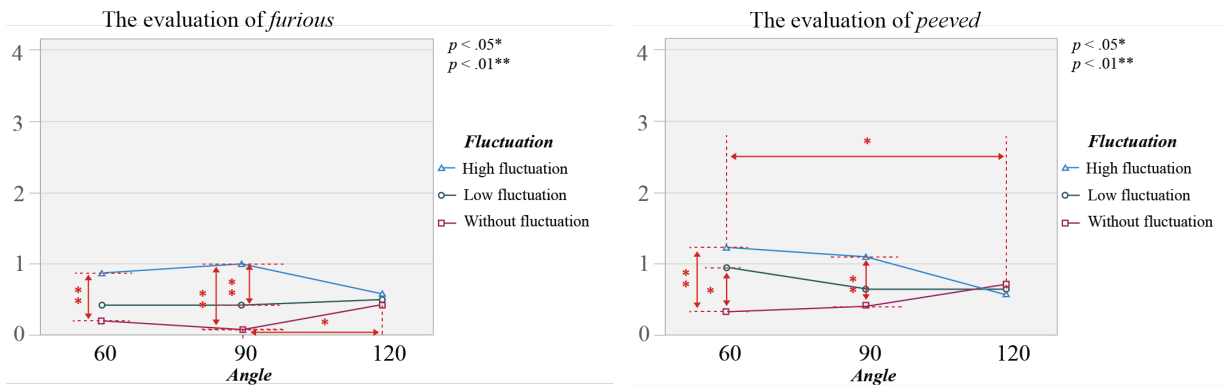 The evaluation of furious
4
3
2
1
0
**
**
**
*
60
90
120
Angle
p < .05*
p < .01**
Fluctuation
High fluctuation
Low fluctuation
Without fluctuation
The evaluation of peeved
4
3
2
1
0
*
**
*
**
60
90
120
Angle
p < .05*
p < .01**
Fluctuation
High fluctuation
Low fluctuation
Without fluctuation